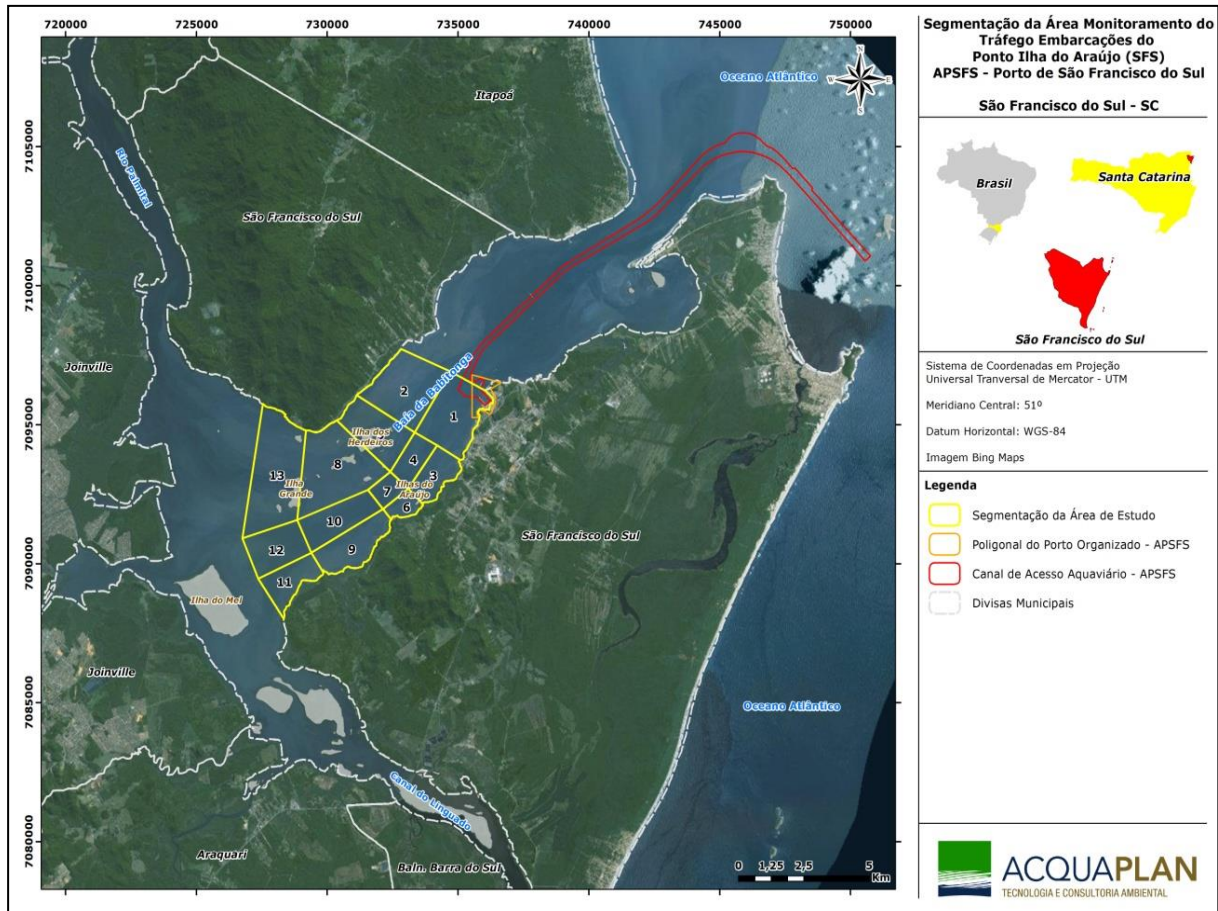 720000 725000 730000 735000 740000 745000 750000
7105000
7100000
7095000
7090000
7085000
7080000
Oceano Atlântico
N
W E
S
Itapoá
Rio Palmital
São Francisco do Sul
Joinville
Baía da Babitonga
2
1
Ilha dos
Herdeiros
8
4
3
13
Ilha
Grande
7
Ilhas do
Araújo
6
10
9
12
11
São Francisco do Sul
Ilha do Mel
Joinville
Oceano Atlântico
Canal do Linguado
Araquari
Baln. Barra do Sul
0 1,25 2,5 5
Km
720000 725000 730000 735000 740000 745000 750000
Segmentação da Área Monitoramento do
Tráfego Embarcações do
Ponto Ilha do Araújo (SFS)
APSFS - Porto de São Francisco do Sul
São Francisco do Sul - SC
Brasil
Santa Catarina
São Francisco do Sul
Sistema de Coordenadas em Projeção
Universal Tranversal de Mercator - UTM
Meridiano Central: 51º
Datum Horizontal: WGS-84
Imagem Bing Maps
Legenda
Segmentação da Área de Estudo
Poligonal do Porto Organizado - APSFS
Canal de Acesso Aquaviário - APSFS
Divisas Municipais
ACQUAPLAN
TECNOLOGIA E CONSULTORIA AMBIENTAL